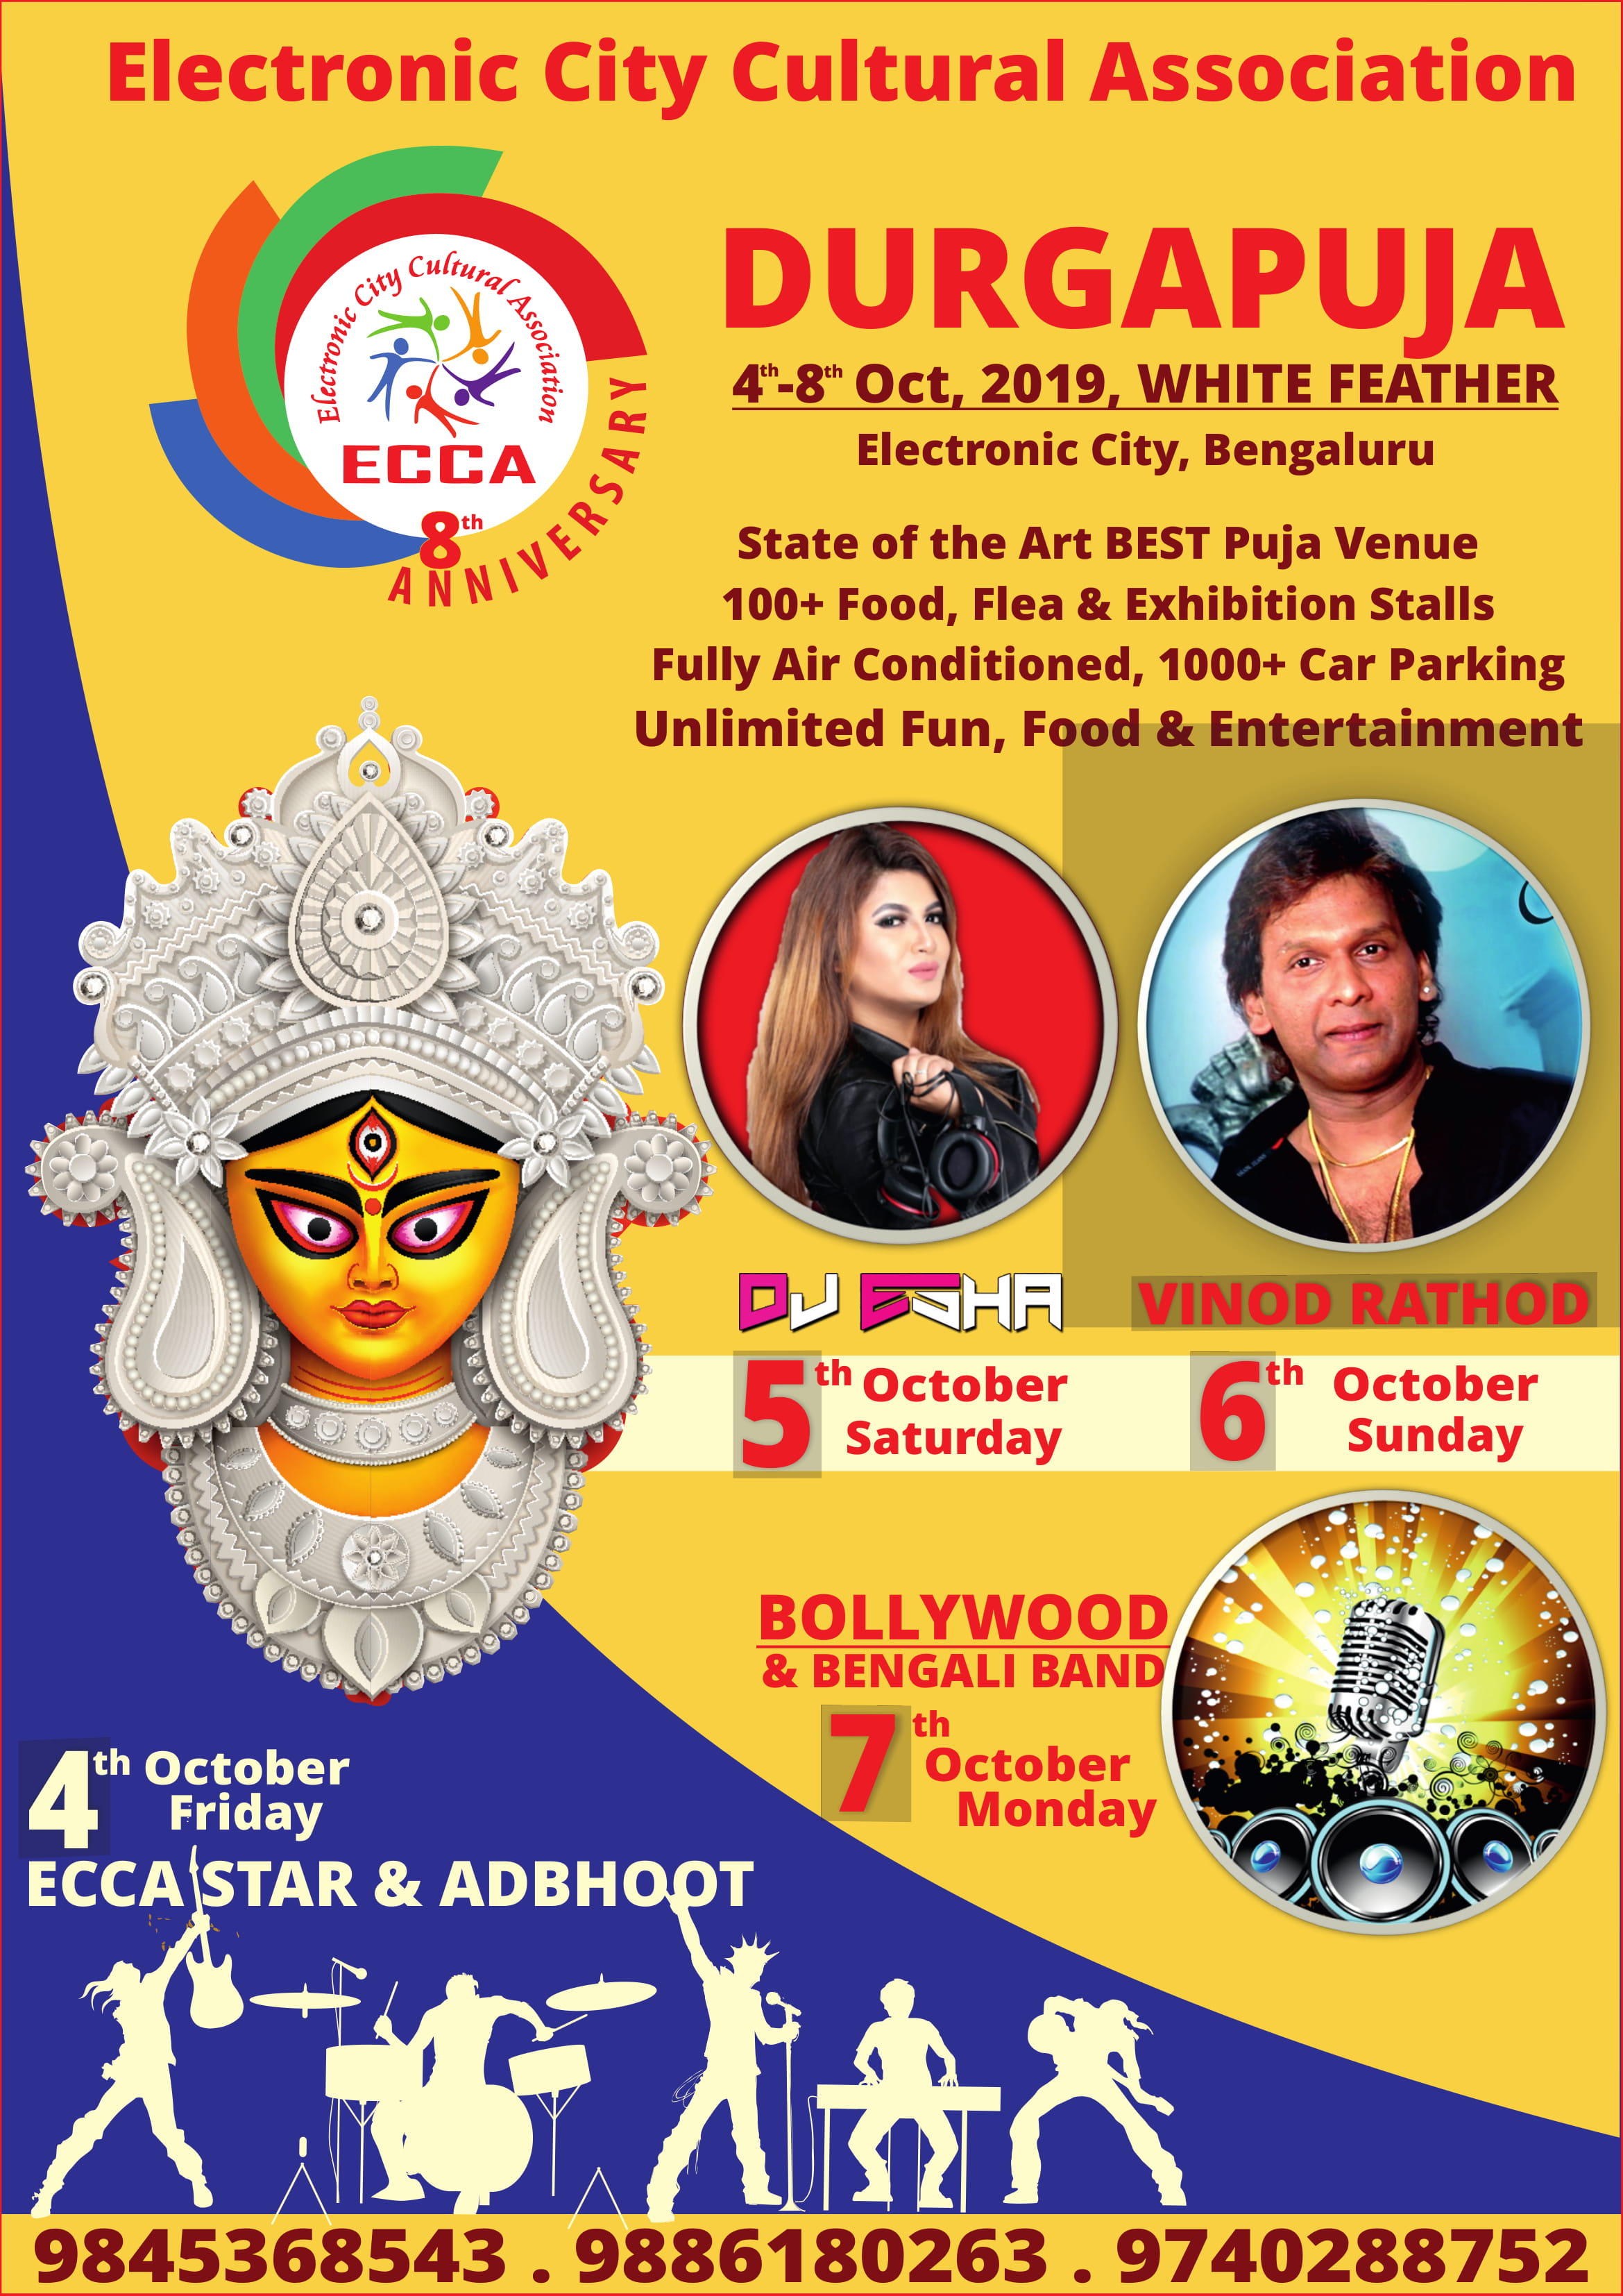 Electronic City Cultural Association
Electronic City Cultural Association
ECCA
8th
ANNIVERSARY
DURGAPUJA
4th-8th Oct, 2019, WHITE FEATHER
Electronic City, Bengaluru
State of the Art BEST Puja Venue
100+ Food, Flea & Exhibition Stalls
Fully Air Conditioned, 1000+ Car Parking
Unlimited Fun, Food & Entertainment
DJ ESHA
5th October
Saturday
VINOD RATHOD
6th October
Sunday
BOLLYWOOD
& BENGALI BAND
7th
October
Monday
4th October
Friday
ECCA STAR & ADBHOOT
9845368543 . 9886180263 . 9740288752